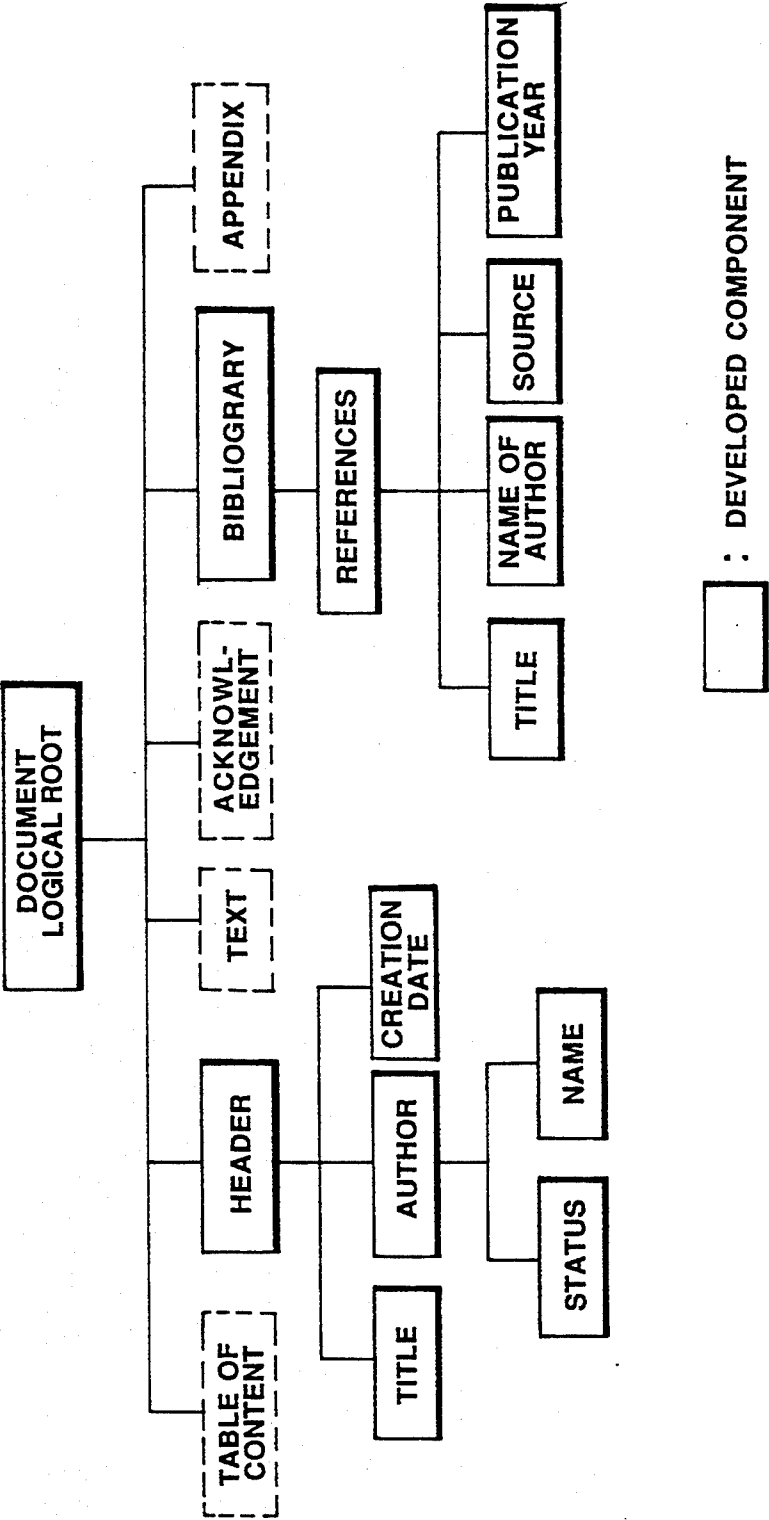 DOCUMENT
LOGICAL ROOT
TABLE OF
CONTENT
HEADER
TEXT
ACKNOWL-
EDGEMENT
BIBLIOGRARY
APPENDIX
TITLE
AUTHOR
CREATION
DATE
REFERENCES
STATUS
NAME
TITLE
NAME OF
AUTHOR
SOURCE
PUBLICATION
YEAR
: DEVELOPED COMPONENT